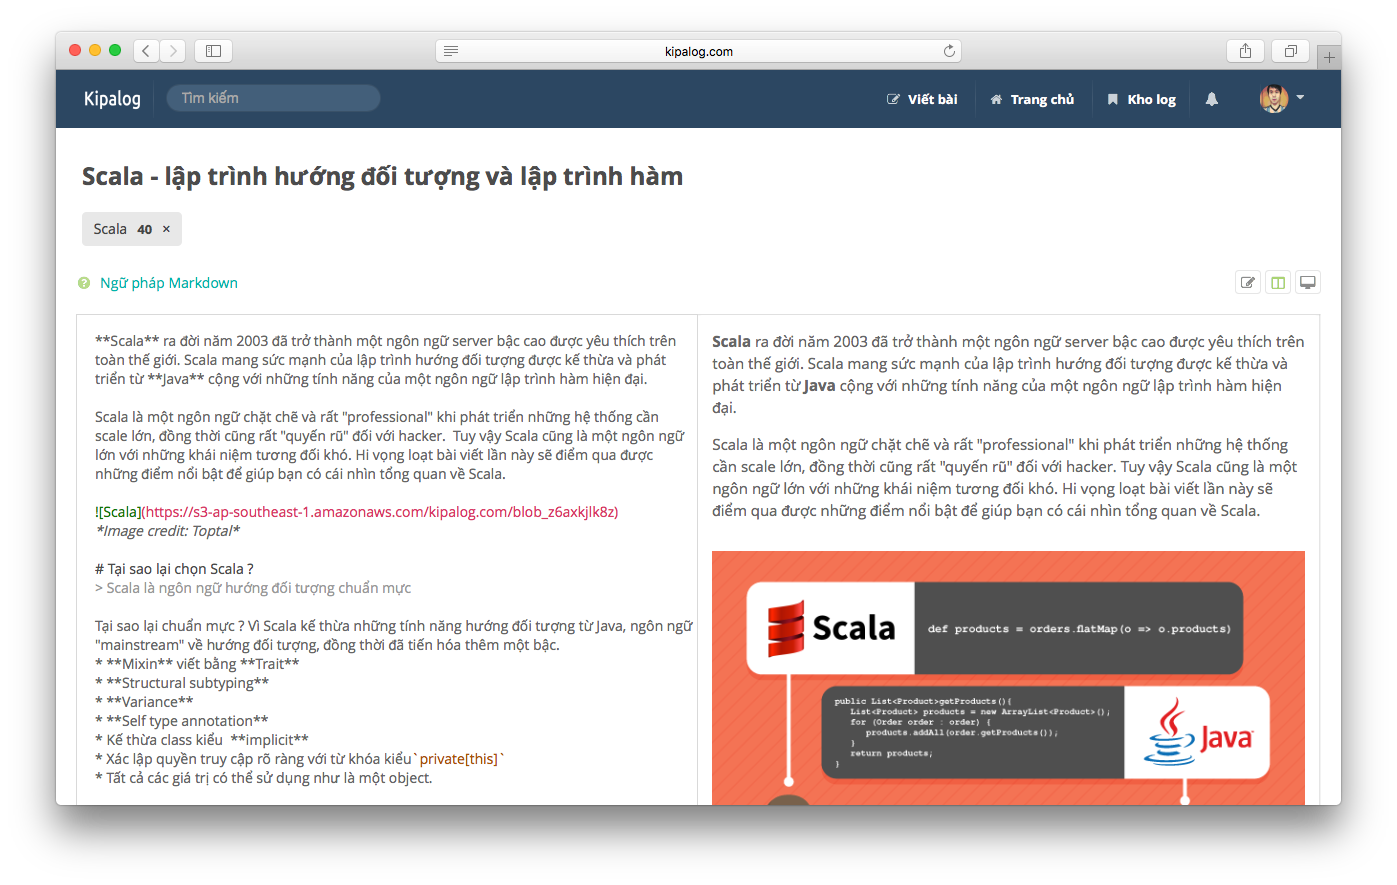 kipalog.com
Kipalog
Tìm kiếm
Viết bài
Trang chủ
Kho log
Scala - lập trình hướng đối tượng và lập trình hàm
Scala 40 ×
Ngữ pháp Markdown
**Scala** ra đời năm 2003 đã trở thành một ngôn ngữ server bậc cao được yêu thích trên
toàn thế giới. Scala mang sức mạnh của lập trình hướng đối tượng được kế thừa và phát
triển từ **Java** cộng với những tính năng của một ngôn ngữ lập trình hàm hiện đại.
Scala là một ngôn ngữ chặt chẽ và rất "professional" khi phát triển những hệ thống cần
scale lớn, đồng thời cũng rất "quyến rũ" đối với hacker.  Tuy vậy Scala cũng là một ngôn ngữ
lớn với những khái niệm tương đối khó. Hi vọng loạt bài viết lần này sẽ điểm qua được
những điểm nổi bật để giúp bạn có cái nhìn tổng quan về Scala.
![Scala](https://s3-ap-southeast-1.amazonaws.com/kipalog.com/blob_z6axkjlk8z)
*Image credit: Toptal*
# Tại sao lại chọn Scala ?
> Scala là ngôn ngữ hướng đối tượng chuẩn mực
Tại sao lại chuẩn mực ? Vì Scala kế thừa những tính năng hướng đối tượng từ Java, ngôn ngữ
"mainstream" về hướng đối tượng, đồng thời đã tiến hóa thêm một bậc.
* **Mixin** viết bằng **Trait**
* **Structural subtyping**
* **Variance**
* **Self type annotation**
* Kế thừa class kiểu  **implicit**
* Xác lập quyền truy cập rõ ràng với từ khóa kiểu`private[this]`
* Tất cả các giá trị có thể sử dụng như là một object.
Scala ra đời năm 2003 đã trở thành một ngôn ngữ server bậc cao được yêu thích trên
toàn thế giới. Scala mang sức mạnh của lập trình hướng đối tượng được kế thừa và
phát triển từ Java cộng với những tính năng của một ngôn ngữ lập trình hàm hiện
đại.
Scala là một ngôn ngữ chặt chẽ và rất "professional" khi phát triển những hệ thống
cần scale lớn, đồng thời cũng rất "quyến rũ" đối với hacker. Tuy vậy Scala cũng là một
ngôn ngữ lớn với những khái niệm tương đối khó. Hi vọng loạt bài viết lần này sẽ
điểm qua được những điểm nổi bật để giúp bạn có cái nhìn tổng quan về Scala.
Scala
def products = orders.flatMap(o => o.products)
public List<Product>getProducts(){
List<Product> products = new ArrayList<Product>();
for (Order order : order) {
products.addAll(order.getProducts());
}
return products;
}
Java